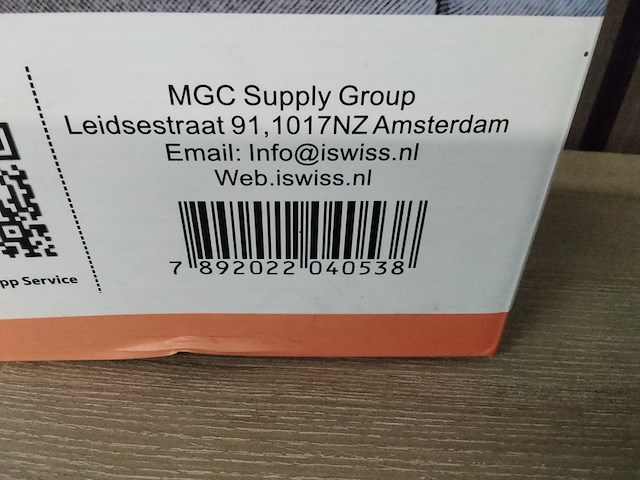 MGC Supply Group
Leidsestraat 91,1017NZ Amsterdam
Email: Info@iswiss.nl
Web.iswiss.nl
7 892022 040538
pp Service